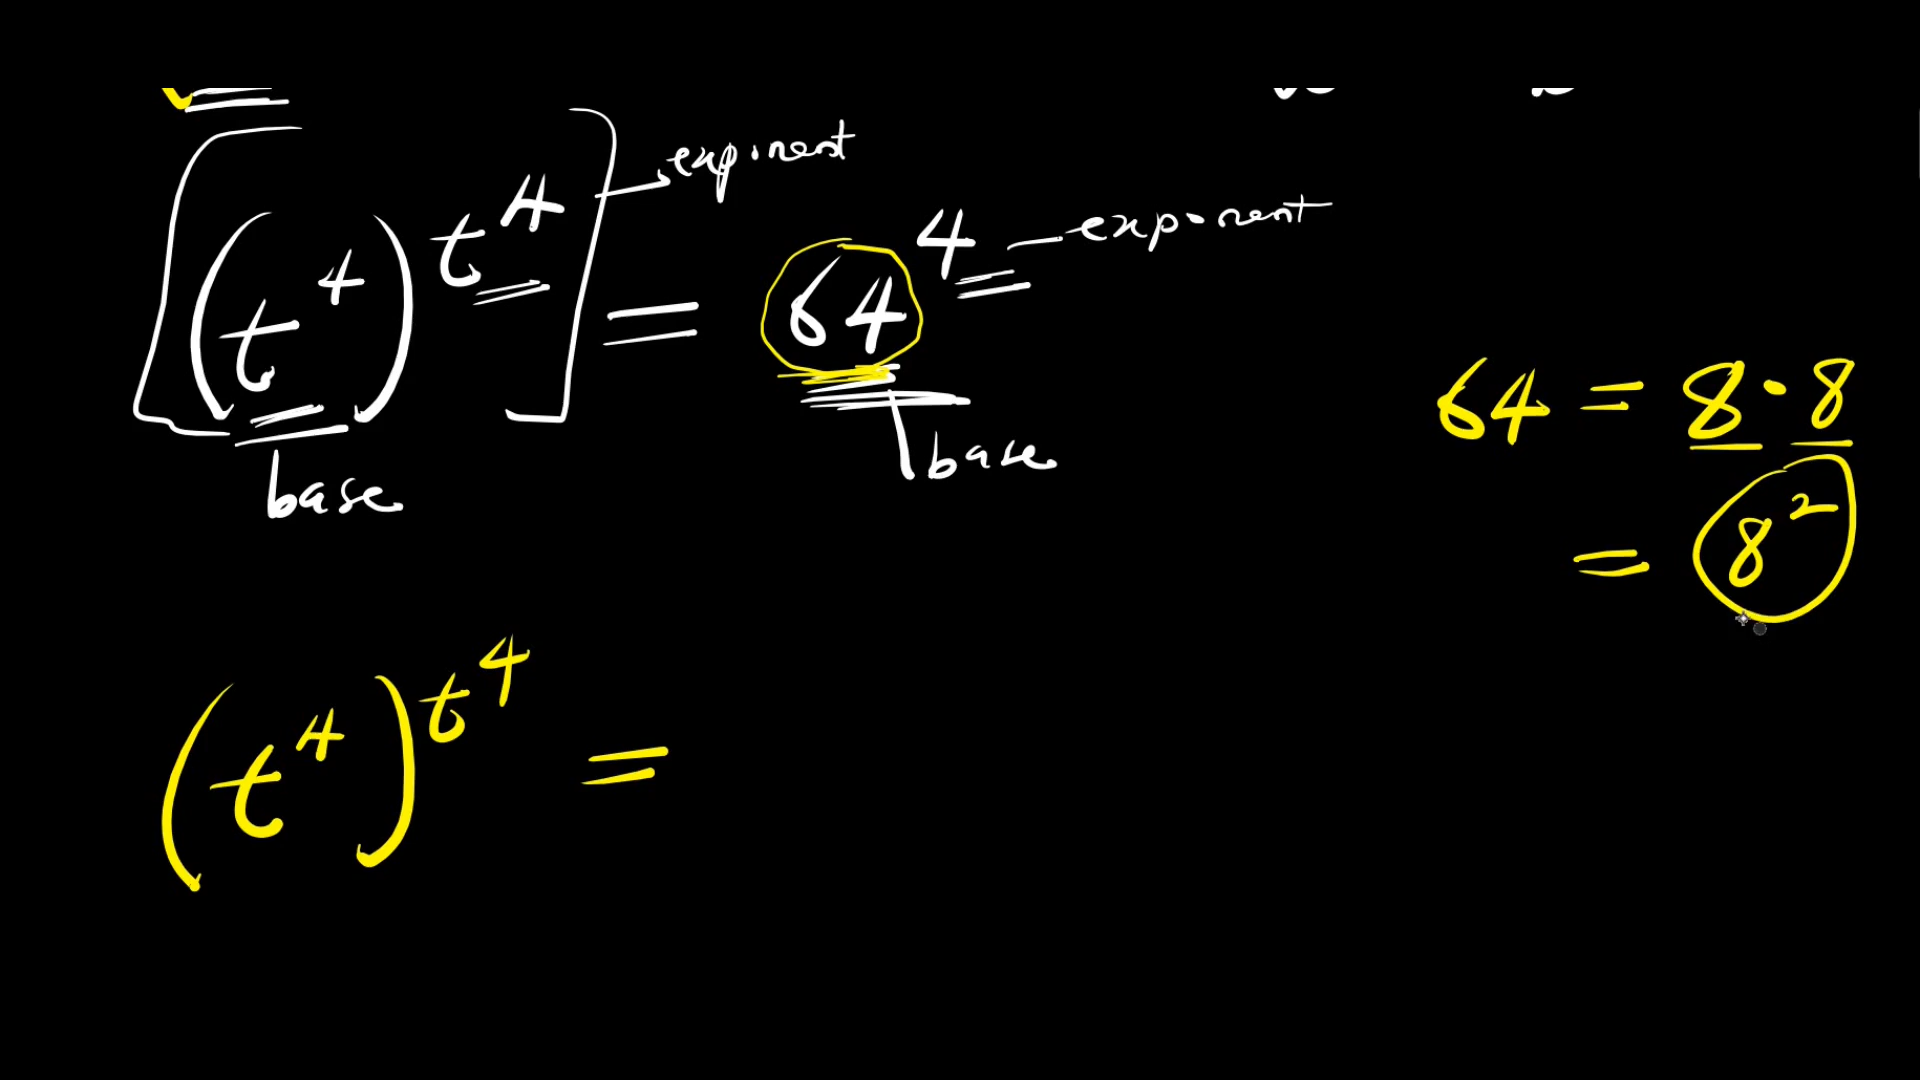 [(t⁴)^t⁴] = 64⁴
exponent
exponent
base
base
64 = 8 · 8
= 8²
(t⁴)^t⁴ =